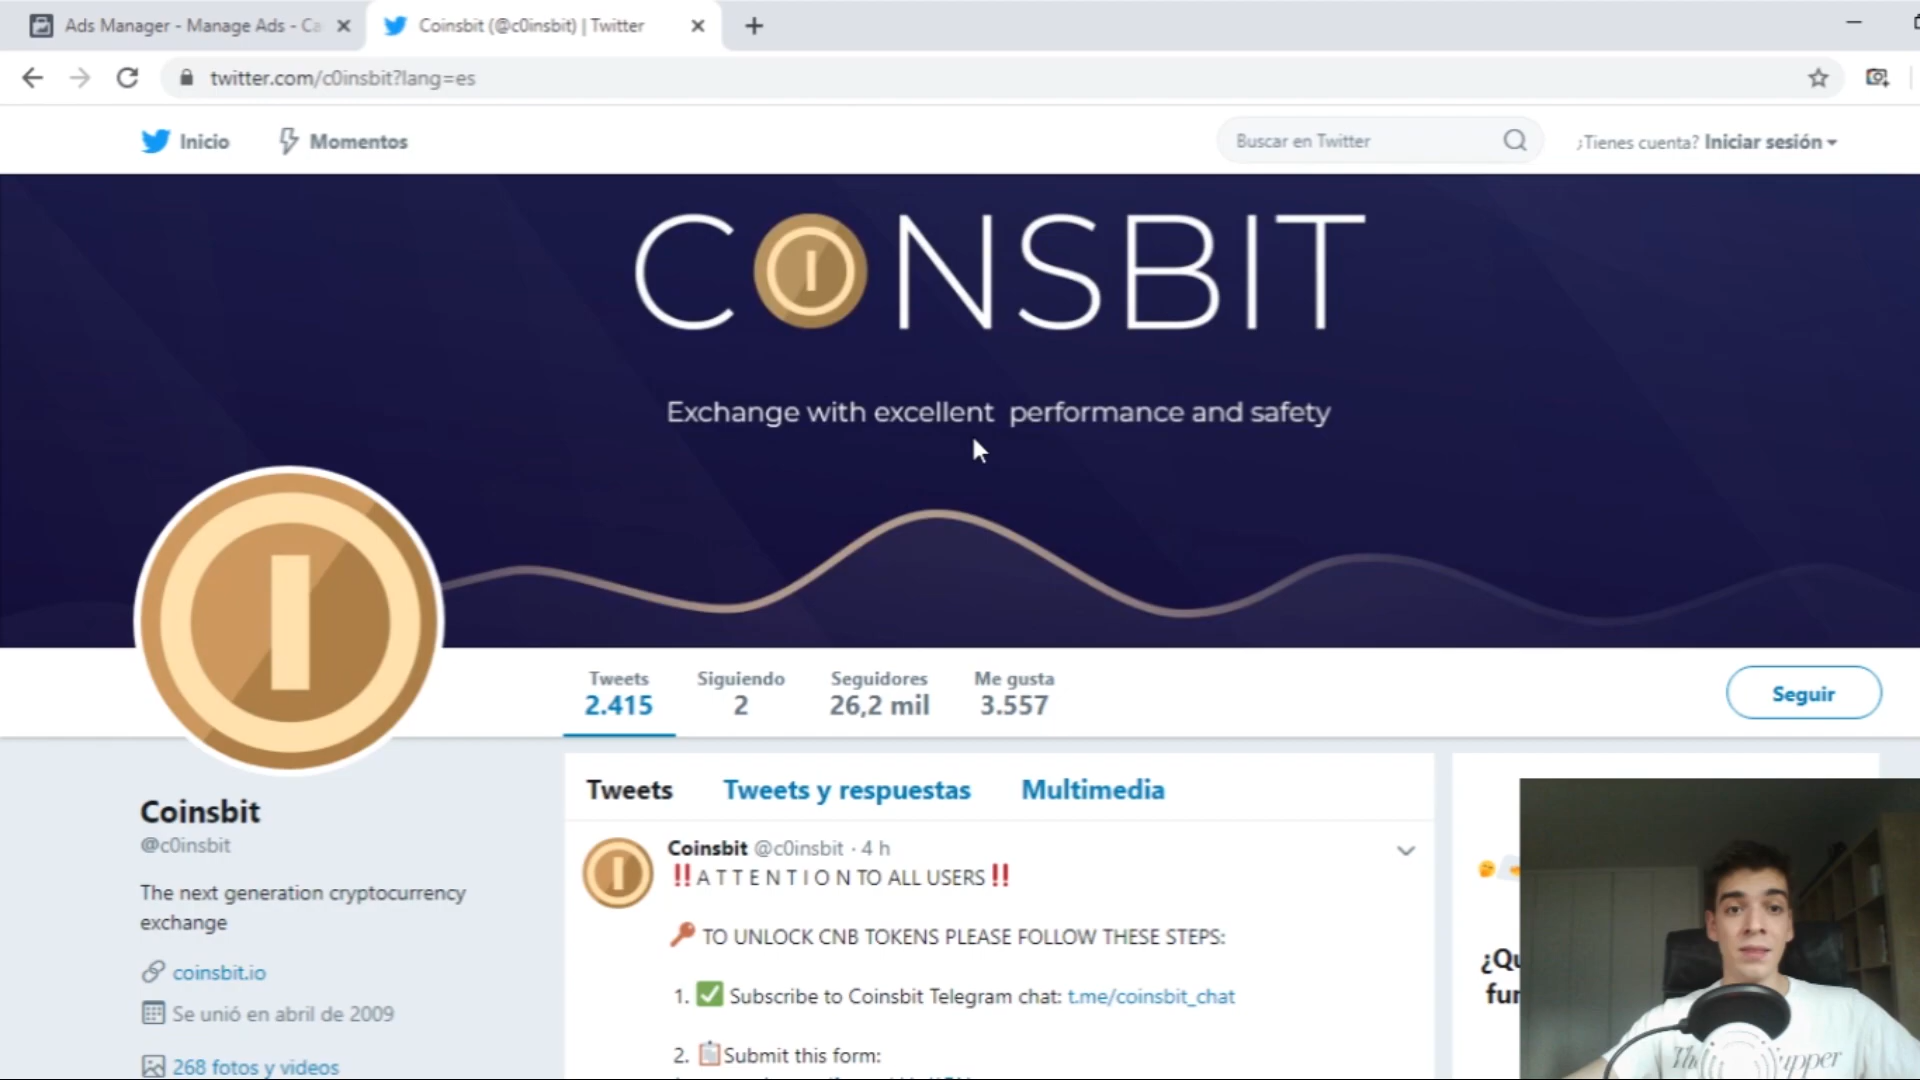 Ads Manager - Manage Ads - Ca
Coinsbit (@c0insbit) | Twitter
twitter.com/c0insbit?lang=es
Inicio
Momentos
Buscar en Twitter
¿Tienes cuenta? Iniciar sesión
CONSBIT
Exchange with excellent performance and safety
Tweets
2.415
Siguiendo
2
Seguidores
26,2 mil
Me gusta
3.557
Seguir
Coinsbit
@c0insbit
The next generation cryptocurrency
exchange
coinsbit.io
Se unió en abril de 2009
268 fotos y videos
Tweets
Tweets y respuestas
Multimedia
Coinsbit @c0insbit · 4 h
‼A T T E N T I O N TO ALL USERS‼
TO UNLOCK CNB TOKENS PLEASE FOLLOW THESE STEPS:
1. ✅ Subscribe to Coinsbit Telegram chat: t.me/coinsbit_chat
2. 📋Submit this form: